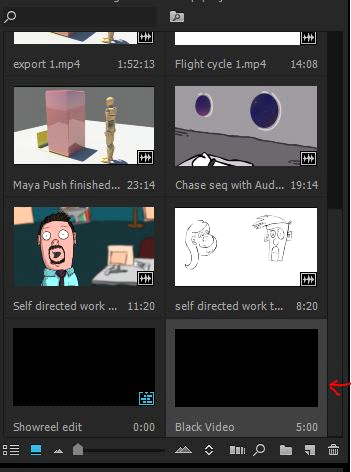 export 1.mp4 1:52:13
Flight cycle 1.mp4 14:08
Maya Push finished... 23:14
Chase seq with Aud... 19:14
Self directed work ... 11:20
self directed work t... 8:20
Showreel edit 0:00
Black Video 5:00